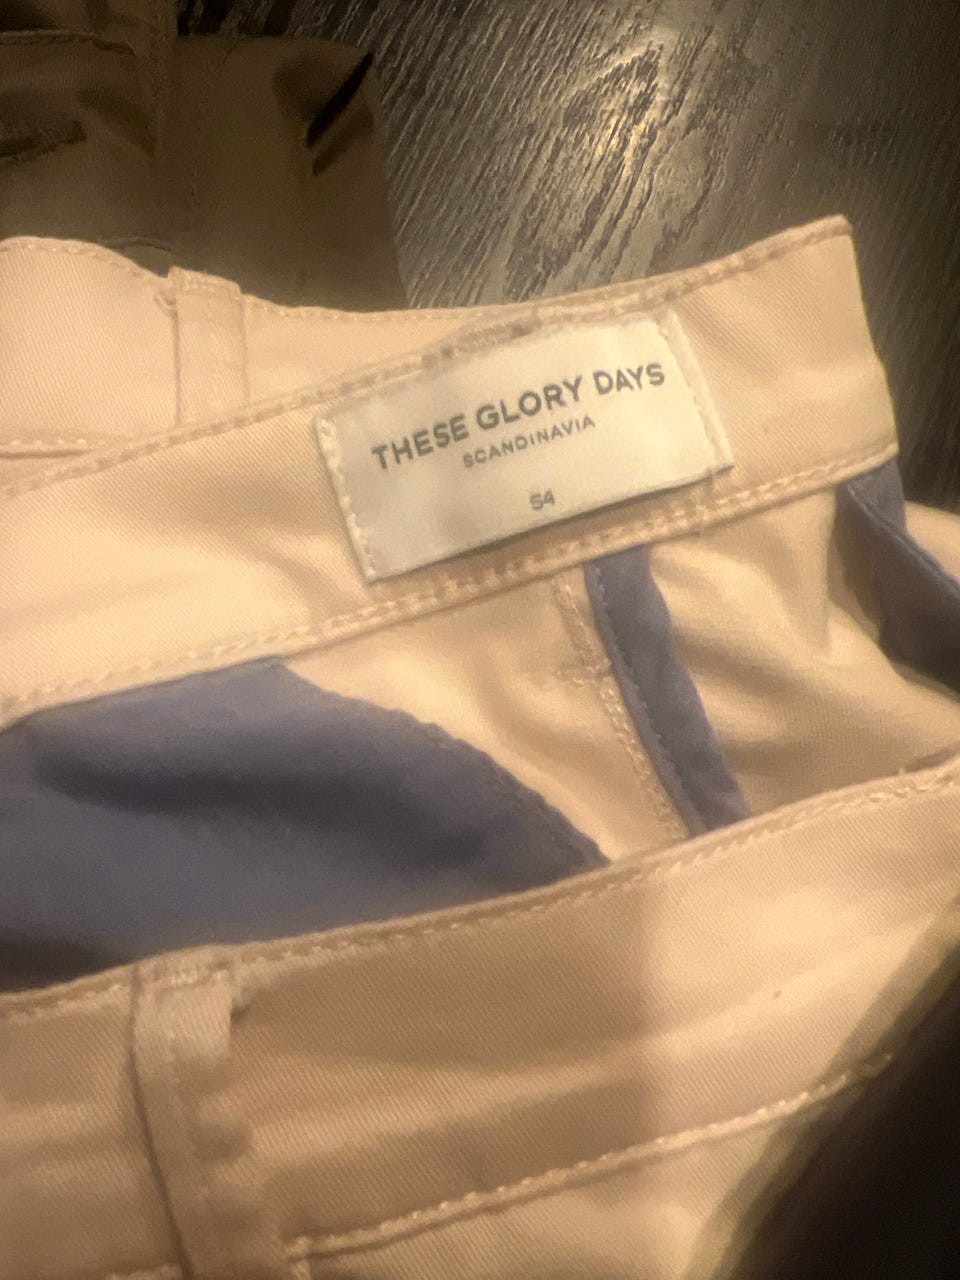 THESE GLORY DAYS
SCANDINAVIA
54